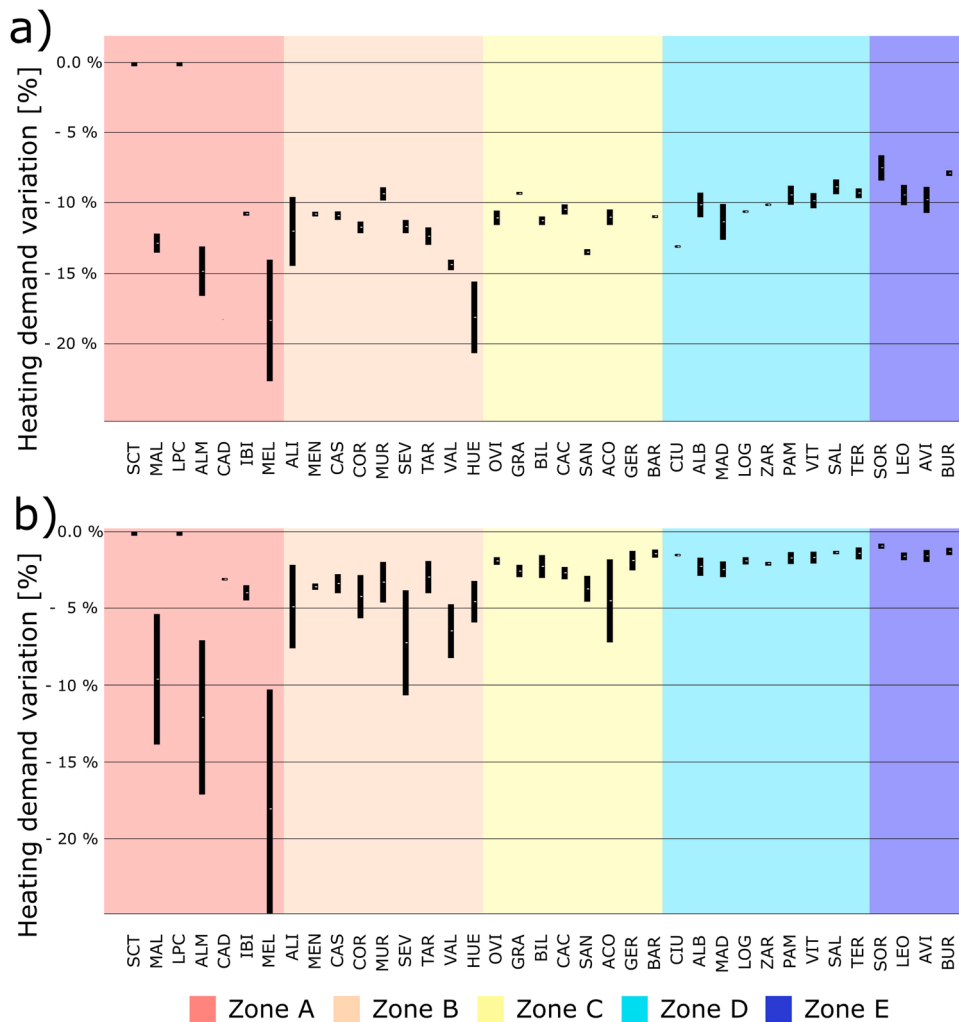 a)
Heating demand variation [%]
0.0 %
- 5 %
- 10 %
- 15 %
- 20 %
SCT MAL LPC ALM CAD IBI MEL ALI MEN CAS COR MUR SEV TAR VAL HUE OVI GRA BIL CAC SAN ACO GER BAR CIU ALB MAD LOG ZAR PAM VIT SAL TER SOR LEO AVI BUR
b)
Heating demand variation [%]
0.0 %
- 5 %
- 10 %
- 15 %
- 20 %
SCT MAL LPC ALM CAD IBI MEL ALI MEN CAS COR MUR SEV TAR VAL HUE OVI GRA BIL CAC SAN ACO GER BAR CIU ALB MAD LOG ZAR PAM VIT SAL TER SOR LEO AVI BUR
Zone A Zone B Zone C Zone D Zone E